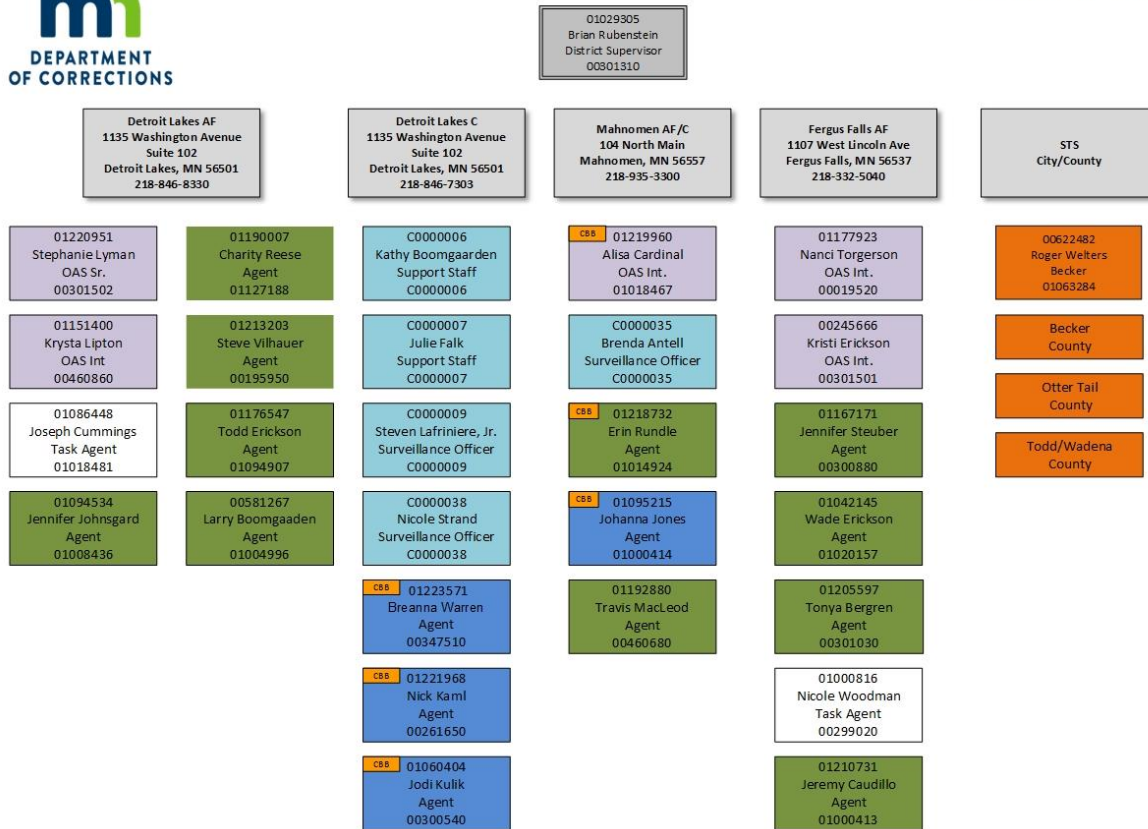 DEPARTMENT
OF CORRECTIONS
01029305
Brian Rubenstein
District Supervisor
00301310
Detroit Lakes AF
1135 Washington Avenue
Suite 102
Detroit Lakes, MN 56501
218-846-8330
01220951
Stephanie Lyman
OAS Sr.
00301502
01151400
Krysta Lipton
OAS Int
00460860
01086448
Joseph Cummings
Task Agent
01018481
01094534
Jennifer Johnsgard
Agent
01008436
01190007
Charity Reese
Agent
01127188
01213203
Steve Vilhauer
Agent
00195950
01176547
Todd Erickson
Agent
01094907
00581267
Larry Boomgaaden
Agent
01004996
Detroit Lakes C
1135 Washington Avenue
Suite 102
Detroit Lakes, MN 56501
218-846-7303
C0000006
Kathy Boomgaarden
Support Staff
C0000006
C0000007
Julie Falk
Support Staff
C0000007
C0000009
Steven Lafriniere, Jr.
Surveillance Officer
C0000009
C0000038
Nicole Strand
Surveillance Officer
C0000038
CBB 01223571
Breanna Warren
Agent
00347510
CBB 01221968
Nick Kaml
Agent
00261650
CBB 01060404
Jodi Kulik
Agent
00300540
Mahnomen AF/C
104 North Main
Mahnomen, MN 56557
218-935-3300
CBB 01219960
Alisa Cardinal
OAS Int.
01018467
C0000035
Brenda Antell
Surveillance Officer
C0000035
CBB 01218732
Erin Rundle
Agent
01014924
CBB 01095215
Johanna Jones
Agent
01000414
01192880
Travis MacLeod
Agent
00460680
Fergus Falls AF
1107 West Lincoln Ave
Fergus Falls, MN 56537
218-332-5040
01177923
Nanci Torgerson
OAS Int.
00019520
00245666
Kristi Erickson
OAS Int.
00301501
01167171
Jennifer Steuber
Agent
00300880
01042145
Wade Erickson
Agent
01020157
01205597
Tonya Bergren
Agent
00301030
01000816
Nicole Woodman
Task Agent
00299020
01210731
Jeremy Caudillo
Agent
01000413
STS
City/County
00622482
Roger Welters
Becker
01063284
Becker
County
Otter Tail
County
Todd/Wadena
County